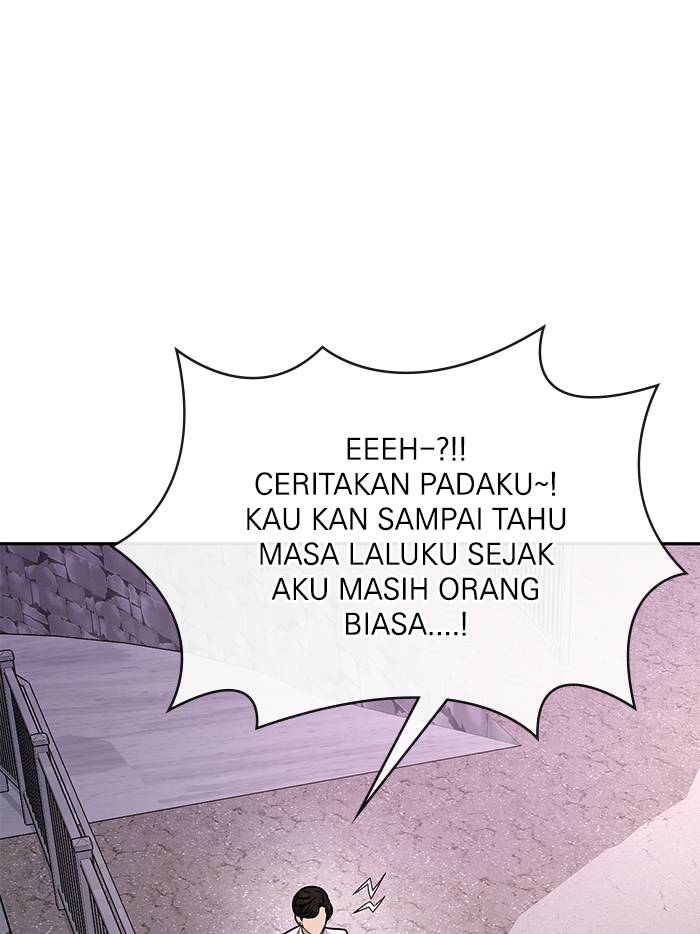 EEEH-?!!
CERITAKAN PADAKU~!
KAU KAN SAMPAI TAHU
MASA LALUKU SEJAK
AKU MASIH ORANG
BIASA....!